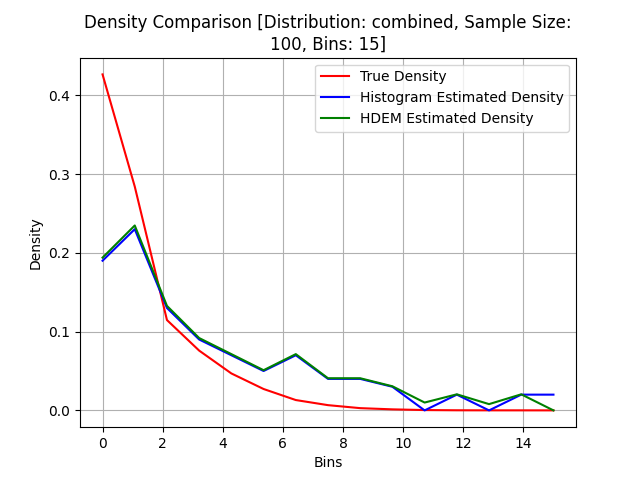 Density Comparison [Distribution: combined, Sample Size:
100, Bins: 15]
True Density
Histogram Estimated Density
HDEM Estimated Density
Density
0.4
0.3
0.2
0.1
0.0
0 2 4 6 8 10 12 14
Bins